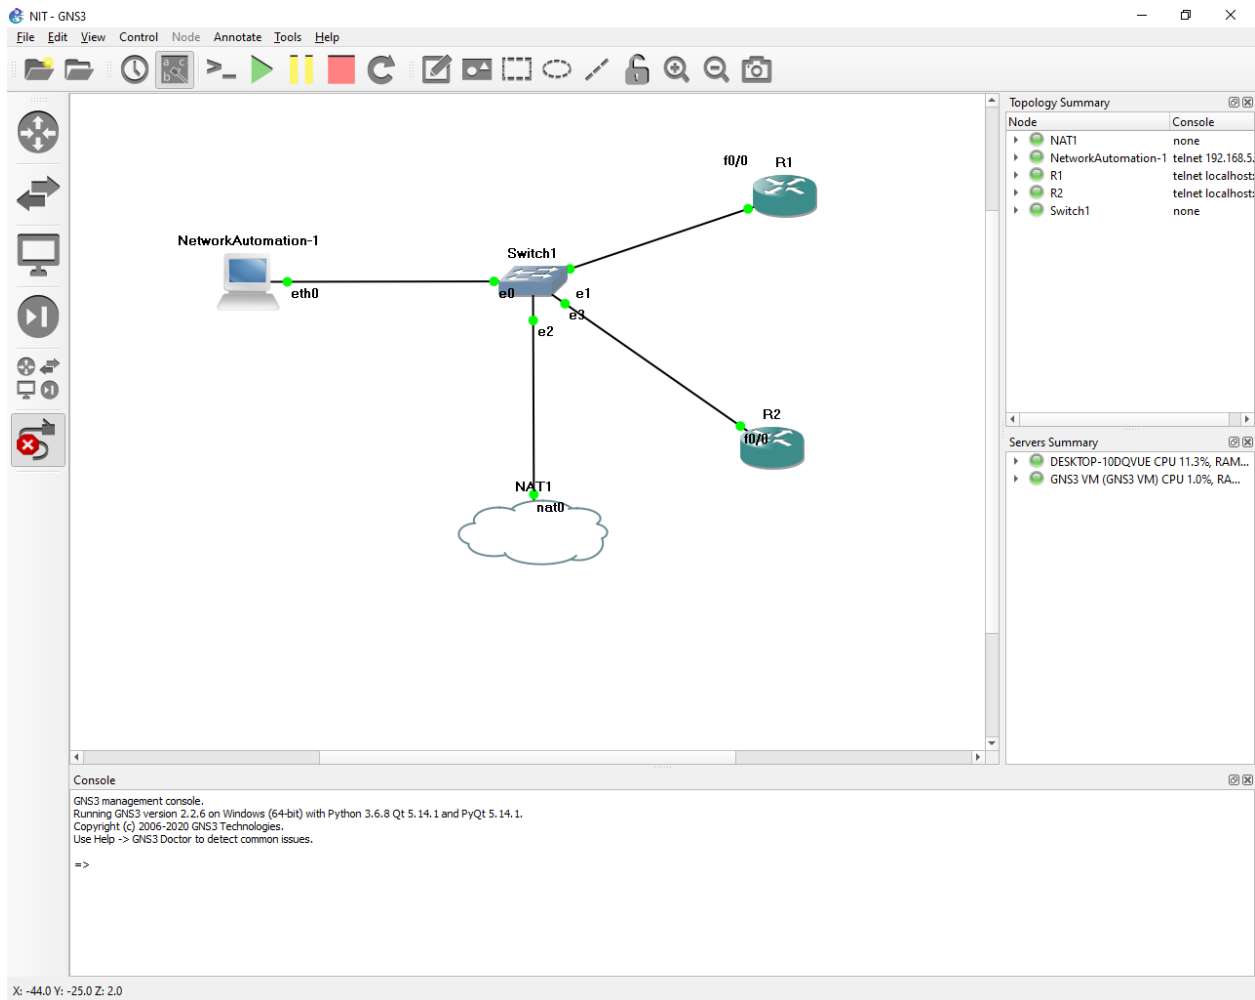 NIT - GNS3
File Edit View Control Node Annotate Tools Help
Topology Summary
Node Console
NAT1 none
NetworkAutomation-1 telnet 192.168.5.
R1 telnet localhost:
R2 telnet localhost:
Switch1 none
f0/0 R1
NetworkAutomation-1
Switch1
eth0
e0 e1
e3
e2
R2
f0/0
NAT1
nat0
Servers Summary
DESKTOP-10DQVUE CPU 11.3%, RAM...
GNS3 VM (GNS3 VM) CPU 1.0%, RA...
Console
GNS3 management console.
Running GNS3 version 2.2.6 on Windows (64-bit) with Python 3.6.8 Qt 5.14.1 and PyQt 5.14.1.
Copyright (c) 2006-2020 GNS3 Technologies.
Use Help -> GNS3 Doctor to detect common issues.
=>
X: -44.0 Y: -25.0 Z: 2.0